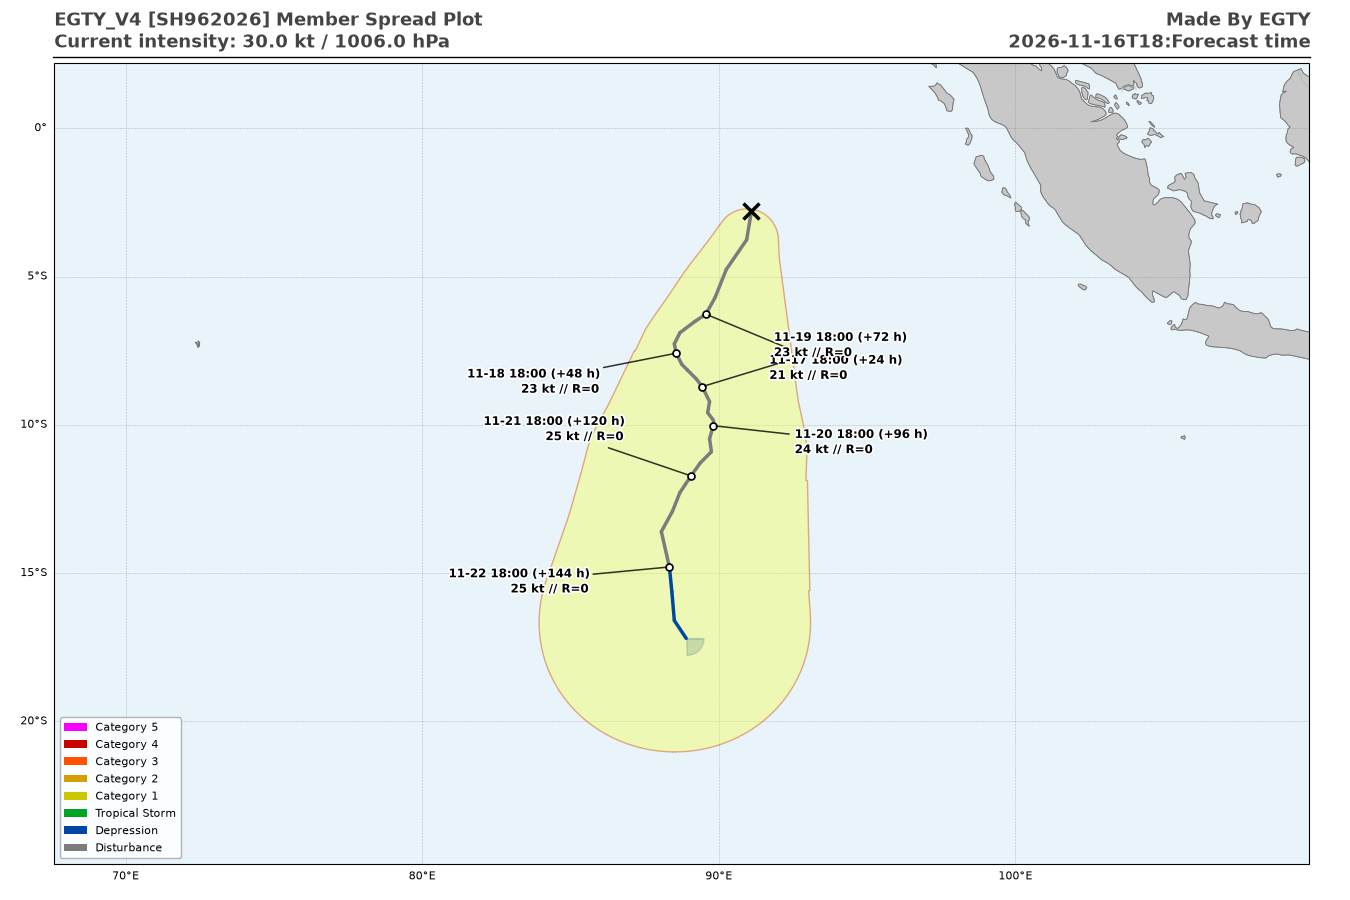 EGTY_V4 [SH962026] Member Spread Plot
Current intensity: 30.0 kt / 1006.0 hPa
Made By EGTY
2026-11-16T18:Forecast time
0°
5°S
10°S
15°S
20°S
70°E
80°E
90°E
100°E
11-19 18:00 (+72 h)
23 kt // R=0
11-17 18:00 (+24 h)
21 kt // R=0
11-18 18:00 (+48 h)
23 kt // R=0
11-21 18:00 (+120 h)
25 kt // R=0
11-20 18:00 (+96 h)
24 kt // R=0
11-22 18:00 (+144 h)
25 kt // R=0
Category 5
Category 4
Category 3
Category 2
Category 1
Tropical Storm
Depression
Disturbance